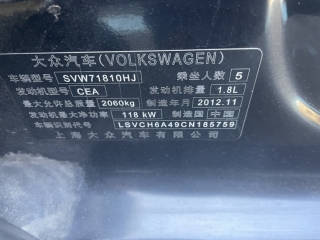 大众汽车(VOLKSWAGEN)
车辆型号 SVW71810HJ 乘坐人数 5
发动机型号 CEA 发动机排量 1.8L
最大允许总质量 2060kg 制造年月 2012.11
发动机最大净功率 118kW 制造国 中国
车辆识别代号 LSVCH6A49CN185759
上海大众汽车有限公司